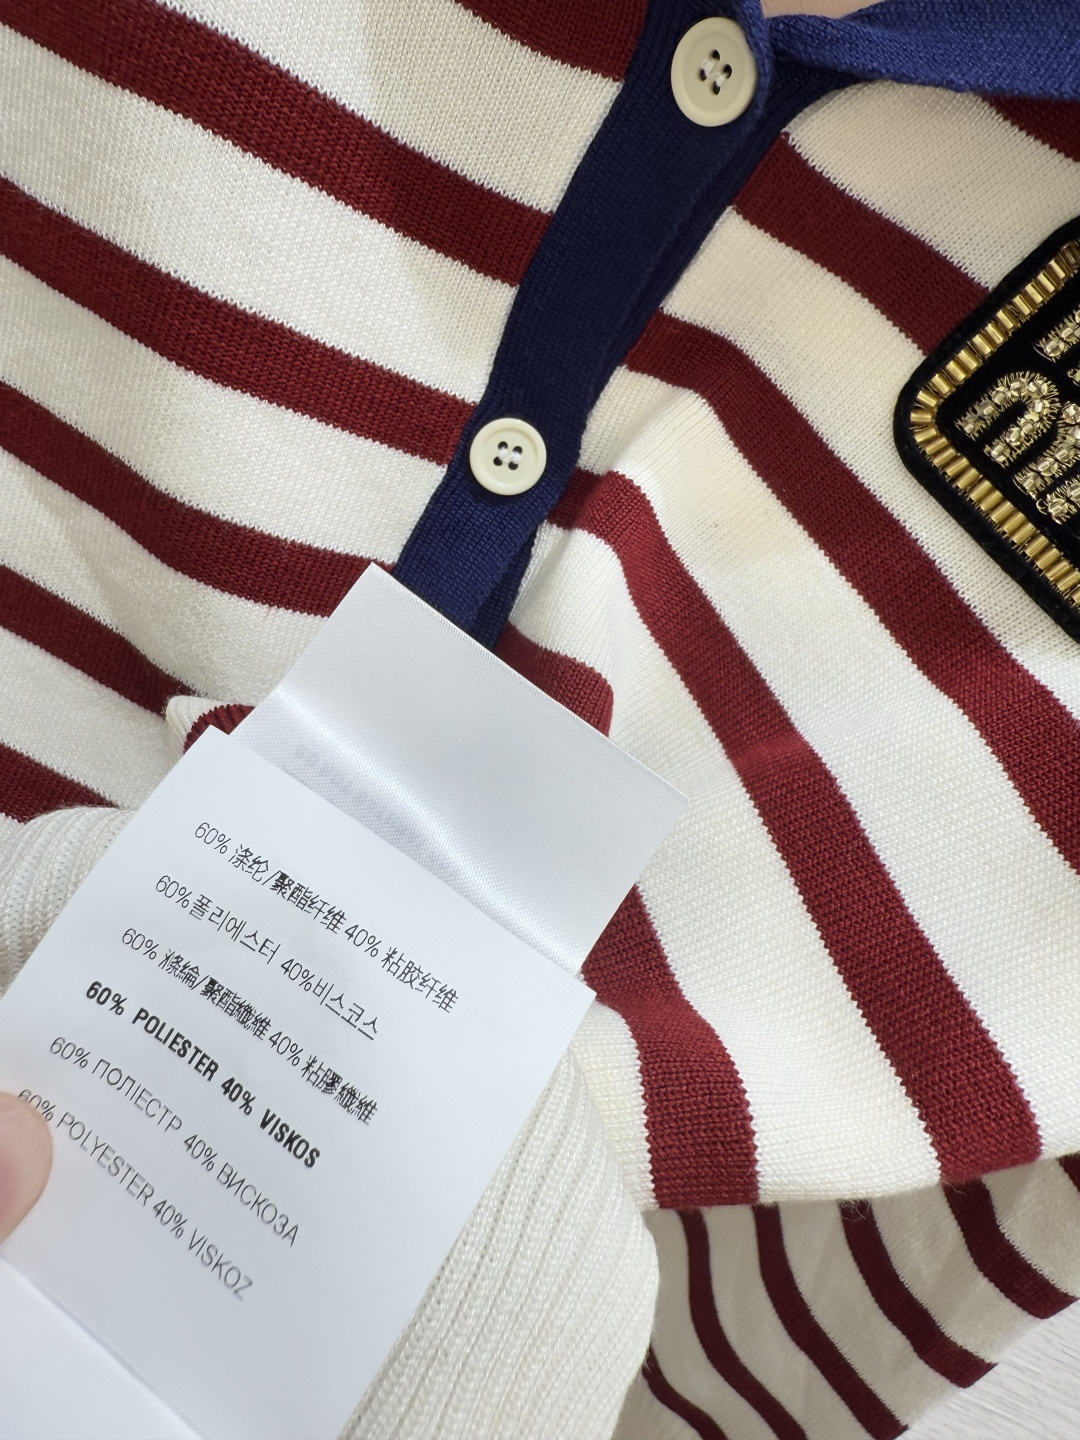 60% 涤纶/聚酯纤维 40% 粘胶纤维
60%폴리에스터 40%비스코스
60% 滌綸/聚酯纖維 40% 粘膠纖維
60% POLIESTER 40% VISKOS
60% ПОЛІЕСТР 40% ВИСКОЗА
60% POLYESTER 40% VISKOZ